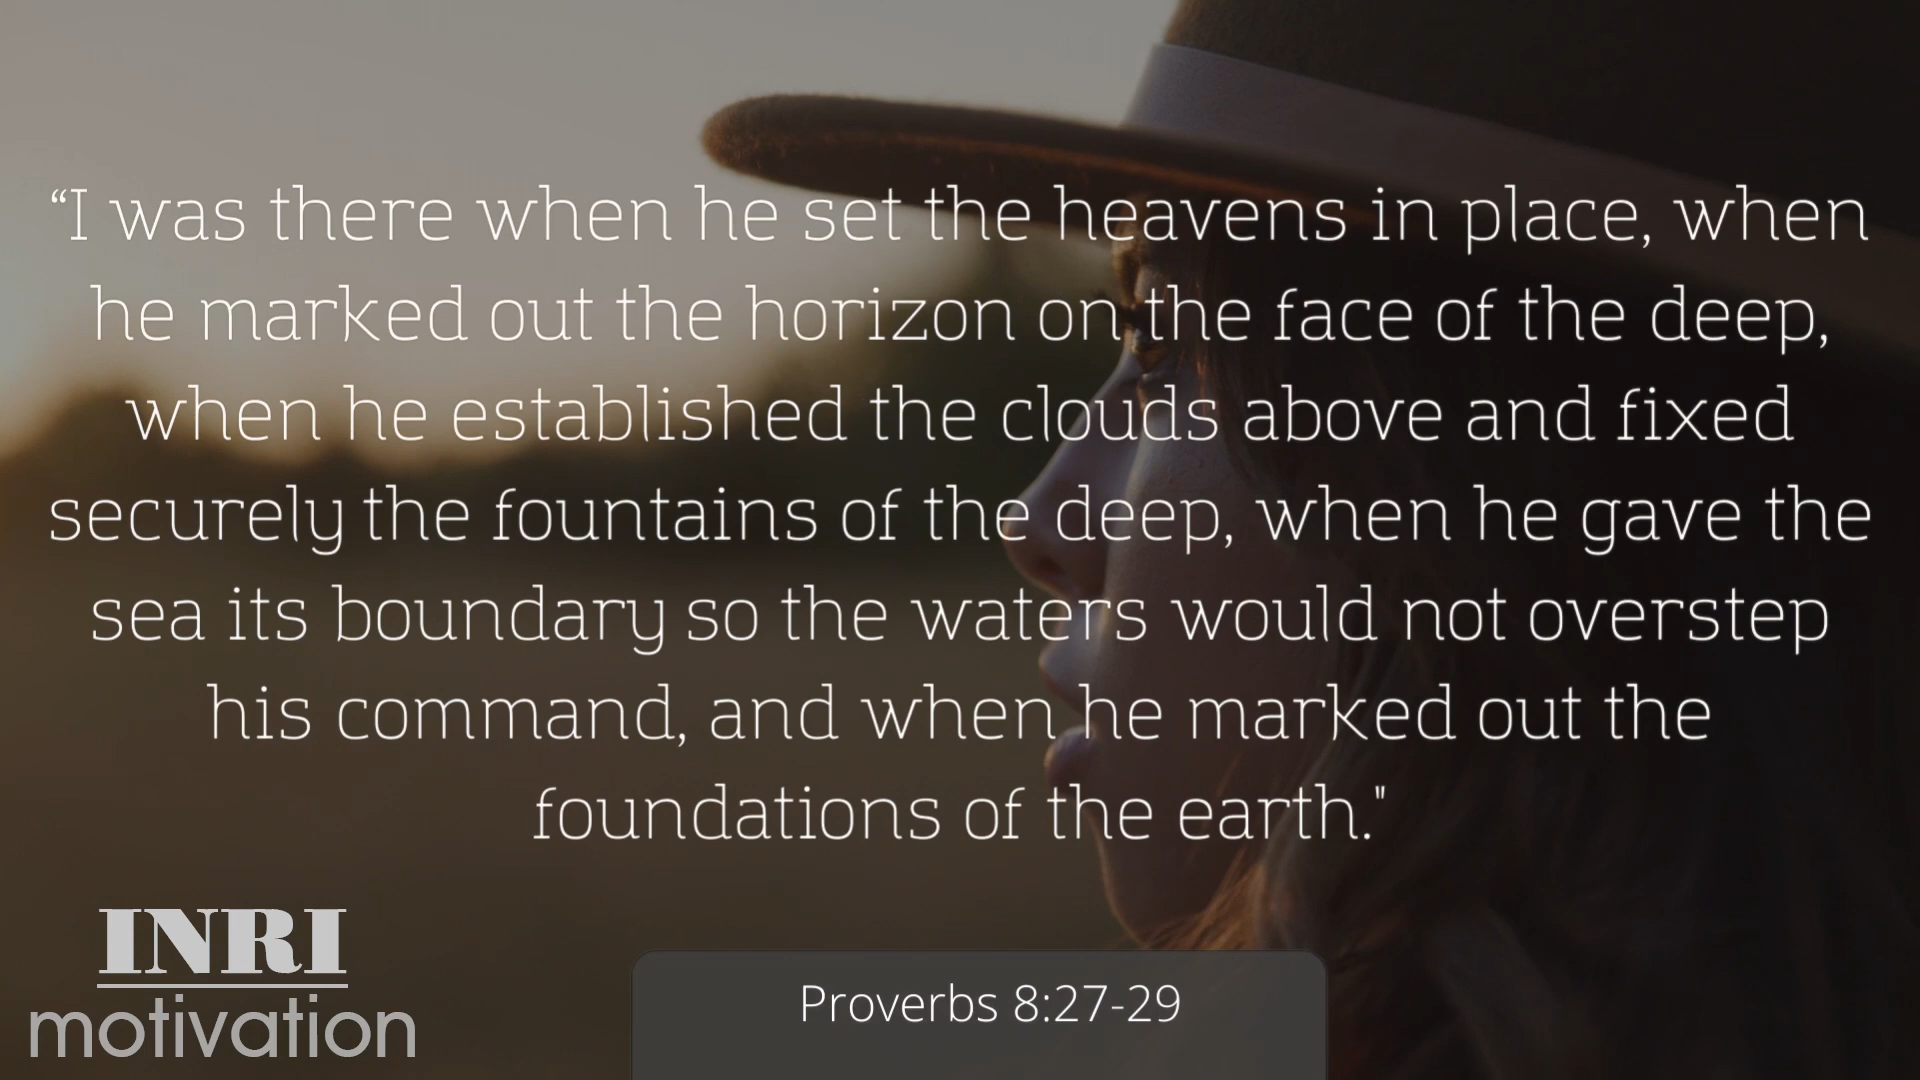 “I was there when he set the heavens in place, when
he marked out the horizon on the face of the deep,
when he established the clouds above and fixed
securely the fountains of the deep, when he gave the
sea its boundary so the waters would not overstep
his command, and when he marked out the
foundations of the earth."
INRI
motivation
Proverbs 8:27-29